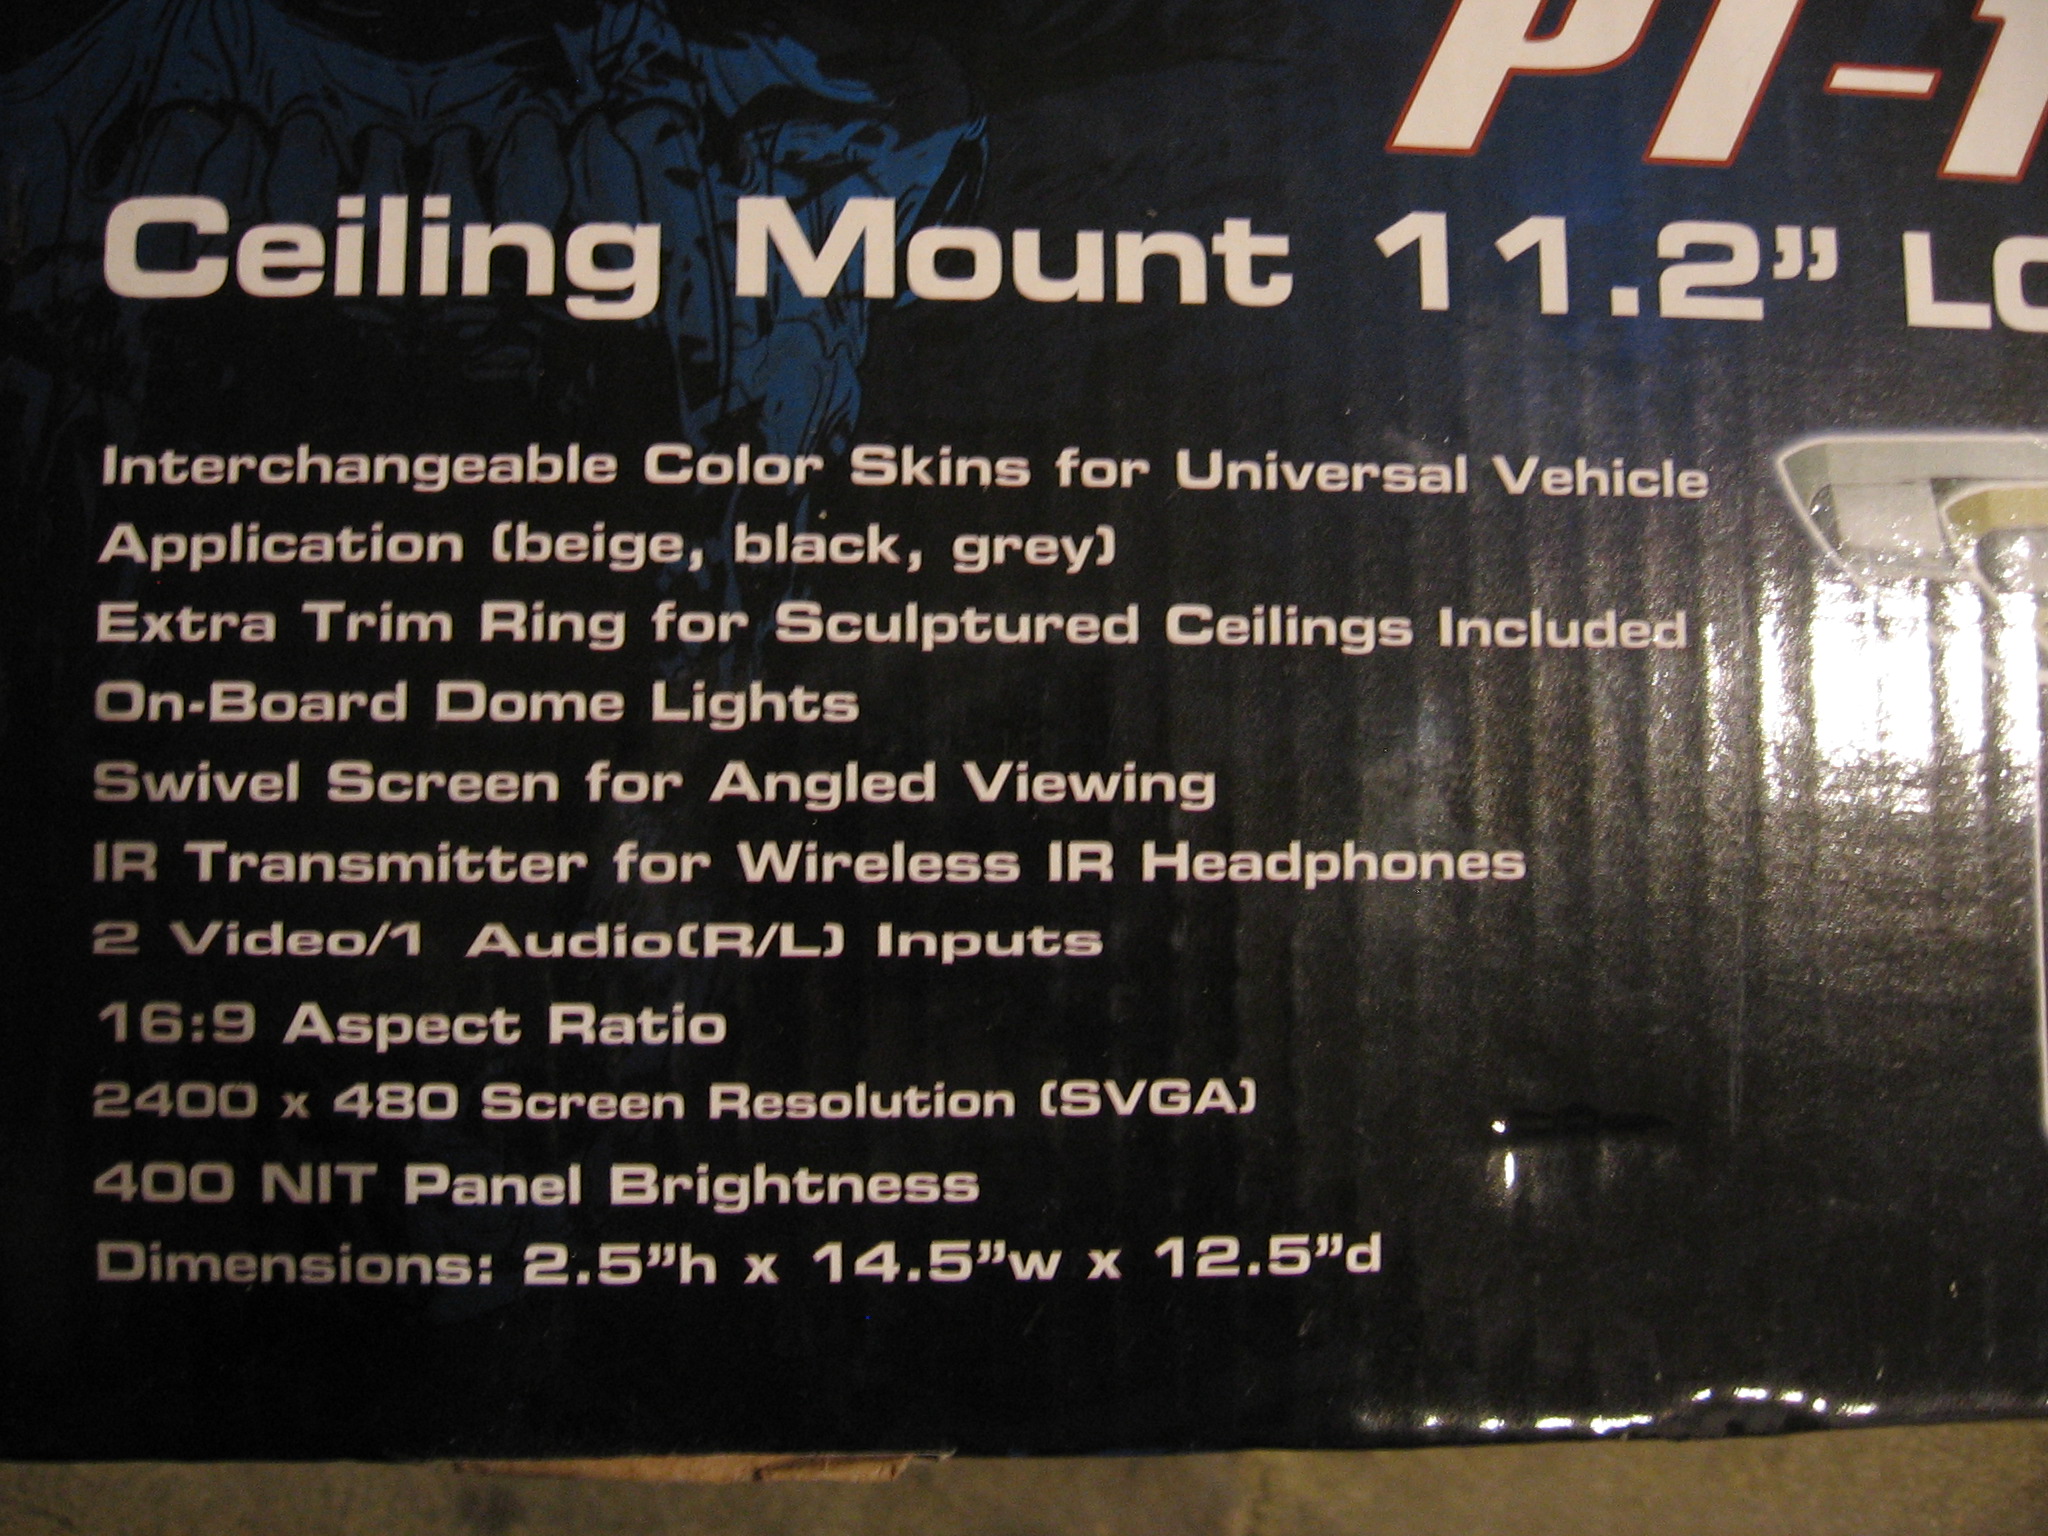 PT-1
Ceiling Mount 11.2” LC
Interchangeable Color Skins for Universal Vehicle
Application (beige, black, grey)
Extra Trim Ring for Sculptured Ceilings Included
On-Board Dome Lights
Swivel Screen for Angled Viewing
IR Transmitter for Wireless IR Headphones
2 Video/1 Audio(R/L) Inputs
16:9 Aspect Ratio
2400 x 480 Screen Resolution (SVGA)
400 NIT Panel Brightness
Dimensions: 2.5”h x 14.5”w x 12.5”d